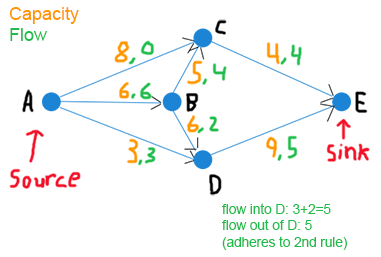 Capacity
Flow
C
8,0
4,4
A
6,6
5,4
B
E
6,2
3,3
9,5
Source
D
Sink
flow into D: 3+2=5
flow out of D: 5
(adheres to 2nd rule)